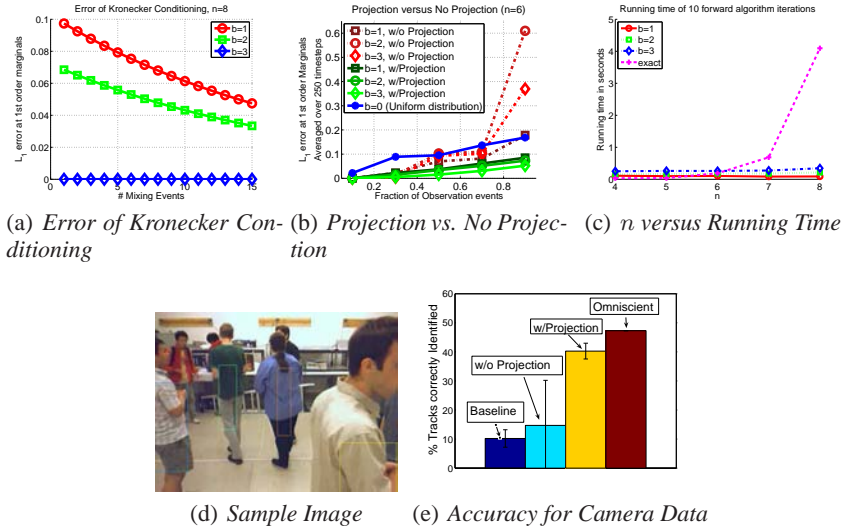 Error of Kronecker Conditioning, n=8
0.1
0.08
0.06
0.04
0.02
0
b=1
b=2
b=3
L1 error at 1st order marginals
0
5
10
15
# Mixing Events
(a) Error of Kronecker Conditioning
Projection versus No Projection (n=6)
0.6
0.5
0.4
0.3
0.2
0.1
0
b=1, w/o Projection
b=2, w/o Projection
b=3, w/o Projection
b=1, w/Projection
b=2, w/Projection
b=3, w/Projection
b=0 (Uniform distribution)
L1 error at 1st order Marginals
Averaged over 250 timesteps
0.2
0.4
0.6
0.8
Fraction of Observation events
(b) Projection vs. No Projection
Running time of 10 forward algorithm iterations
5
4
3
2
1
0
b=1
b=2
b=3
exact
Running time in seconds
4
5
6
7
8
n
(c) n versus Running Time
(d) Sample Image
60
50
40
30
20
10
0
% Tracks correctly Identified
Omniscient
w/Projection
w/o Projection
Baseline
(e) Accuracy for Camera Data